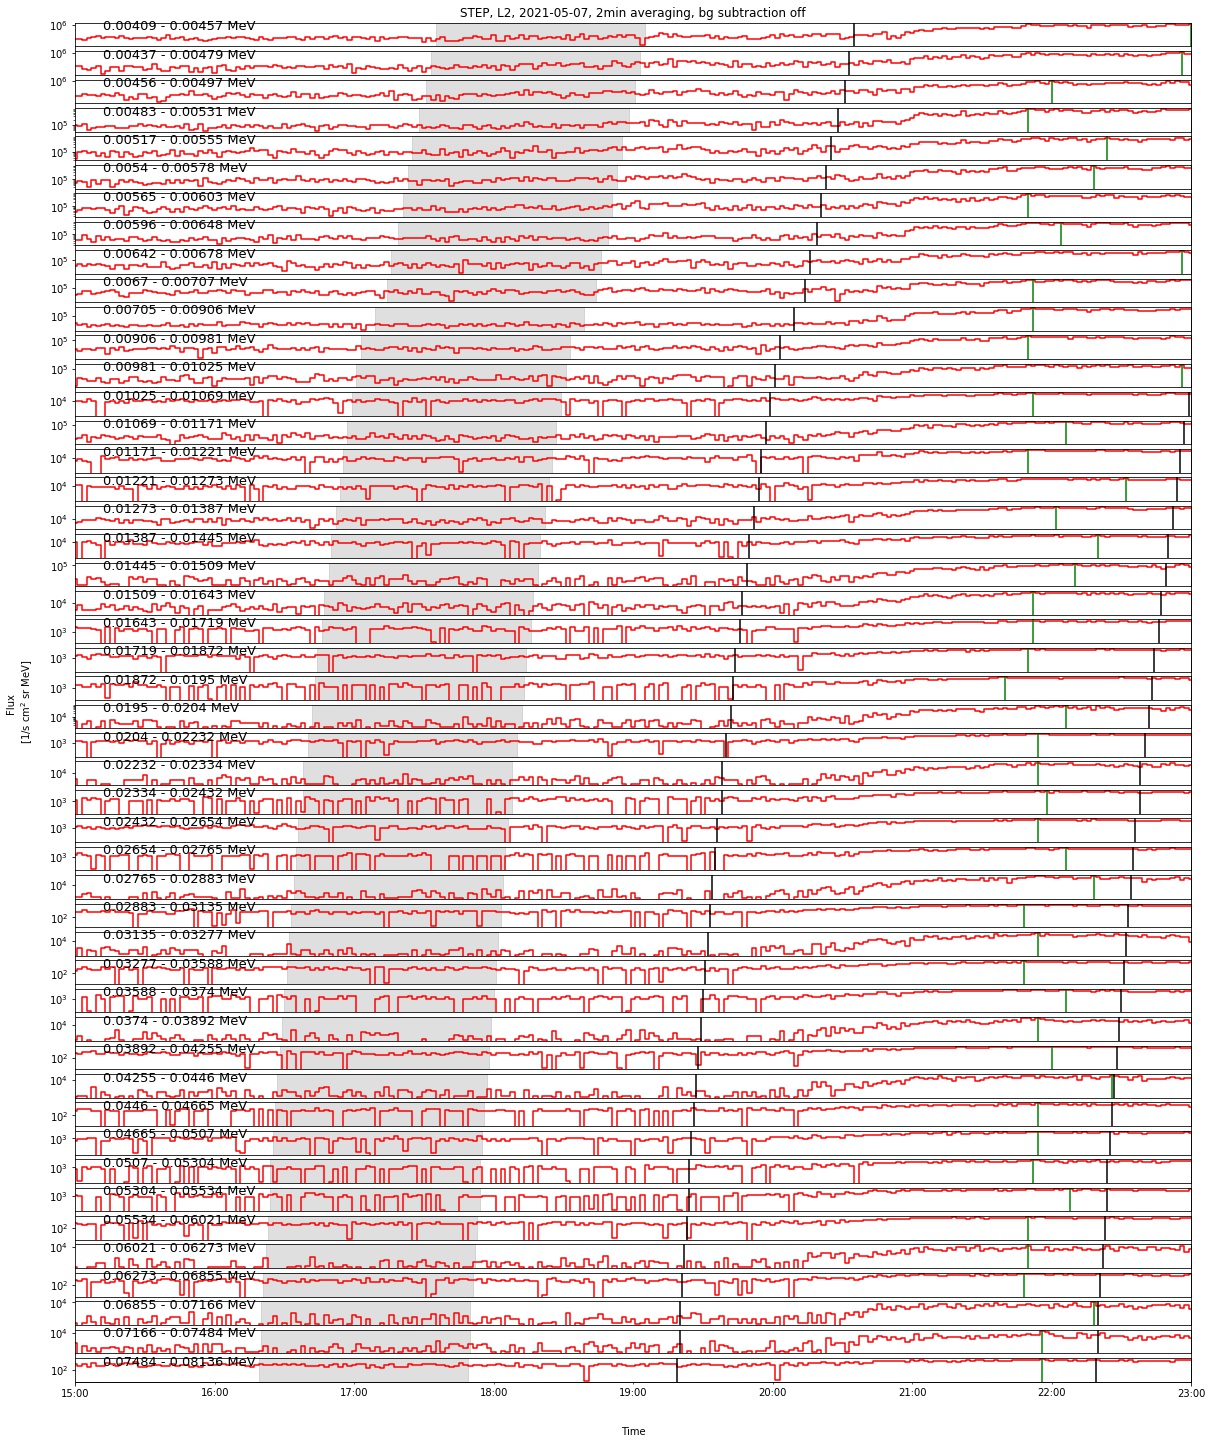 STEP, L2, 2021-05-07, 2min averaging, bg subtraction off
10⁶ 0.00409 - 0.00457 MeV
10⁶ 0.00437 - 0.00479 MeV
10⁶ 0.00456 - 0.00497 MeV
10⁵ 0.00483 - 0.00531 MeV
10⁵ 0.00517 - 0.00555 MeV
10⁵ 0.0054 - 0.00578 MeV
10⁵ 0.00565 - 0.00603 MeV
10⁵ 0.00596 - 0.00648 MeV
10⁵ 0.00642 - 0.00678 MeV
10⁵ 0.0067 - 0.00707 MeV
10⁵ 0.00705 - 0.00906 MeV
10⁵ 0.00906 - 0.00981 MeV
10⁵ 0.00981 - 0.01025 MeV
10⁴ 0.01025 - 0.01069 MeV
10⁵ 0.01069 - 0.01171 MeV
10⁴ 0.01171 - 0.01221 MeV
10⁴ 0.01221 - 0.01273 MeV
10⁴ 0.01273 - 0.01387 MeV
10⁴ 0.01387 - 0.01445 MeV
10⁵ 0.01445 - 0.01509 MeV
10⁴ 0.01509 - 0.01643 MeV
10³ 0.01643 - 0.01719 MeV
10³ 0.01719 - 0.01872 MeV
10³ 0.01872 - 0.0195 MeV
10⁴ 0.0195 - 0.0204 MeV
10³ 0.0204 - 0.02232 MeV
10⁴ 0.02232 - 0.02334 MeV
10³ 0.02334 - 0.02432 MeV
10³ 0.02432 - 0.02654 MeV
10³ 0.02654 - 0.02765 MeV
10⁴ 0.02765 - 0.02883 MeV
10² 0.02883 - 0.03135 MeV
10⁴ 0.03135 - 0.03277 MeV
10² 0.03277 - 0.03588 MeV
10³ 0.03588 - 0.0374 MeV
10⁴ 0.0374 - 0.03892 MeV
10² 0.03892 - 0.04255 MeV
10⁴ 0.04255 - 0.0446 MeV
10² 0.0446 - 0.04665 MeV
10³ 0.04665 - 0.0507 MeV
10³ 0.0507 - 0.05304 MeV
10³ 0.05304 - 0.05534 MeV
10² 0.05534 - 0.06021 MeV
10⁴ 0.06021 - 0.06273 MeV
10² 0.06273 - 0.06855 MeV
10⁴ 0.06855 - 0.07166 MeV
10⁴ 0.07166 - 0.07484 MeV
10² 0.07484 - 0.08136 MeV
Flux
[1/s cm² sr MeV]
15:00 16:00 17:00 18:00 19:00 20:00 21:00 22:00 23:00
Time